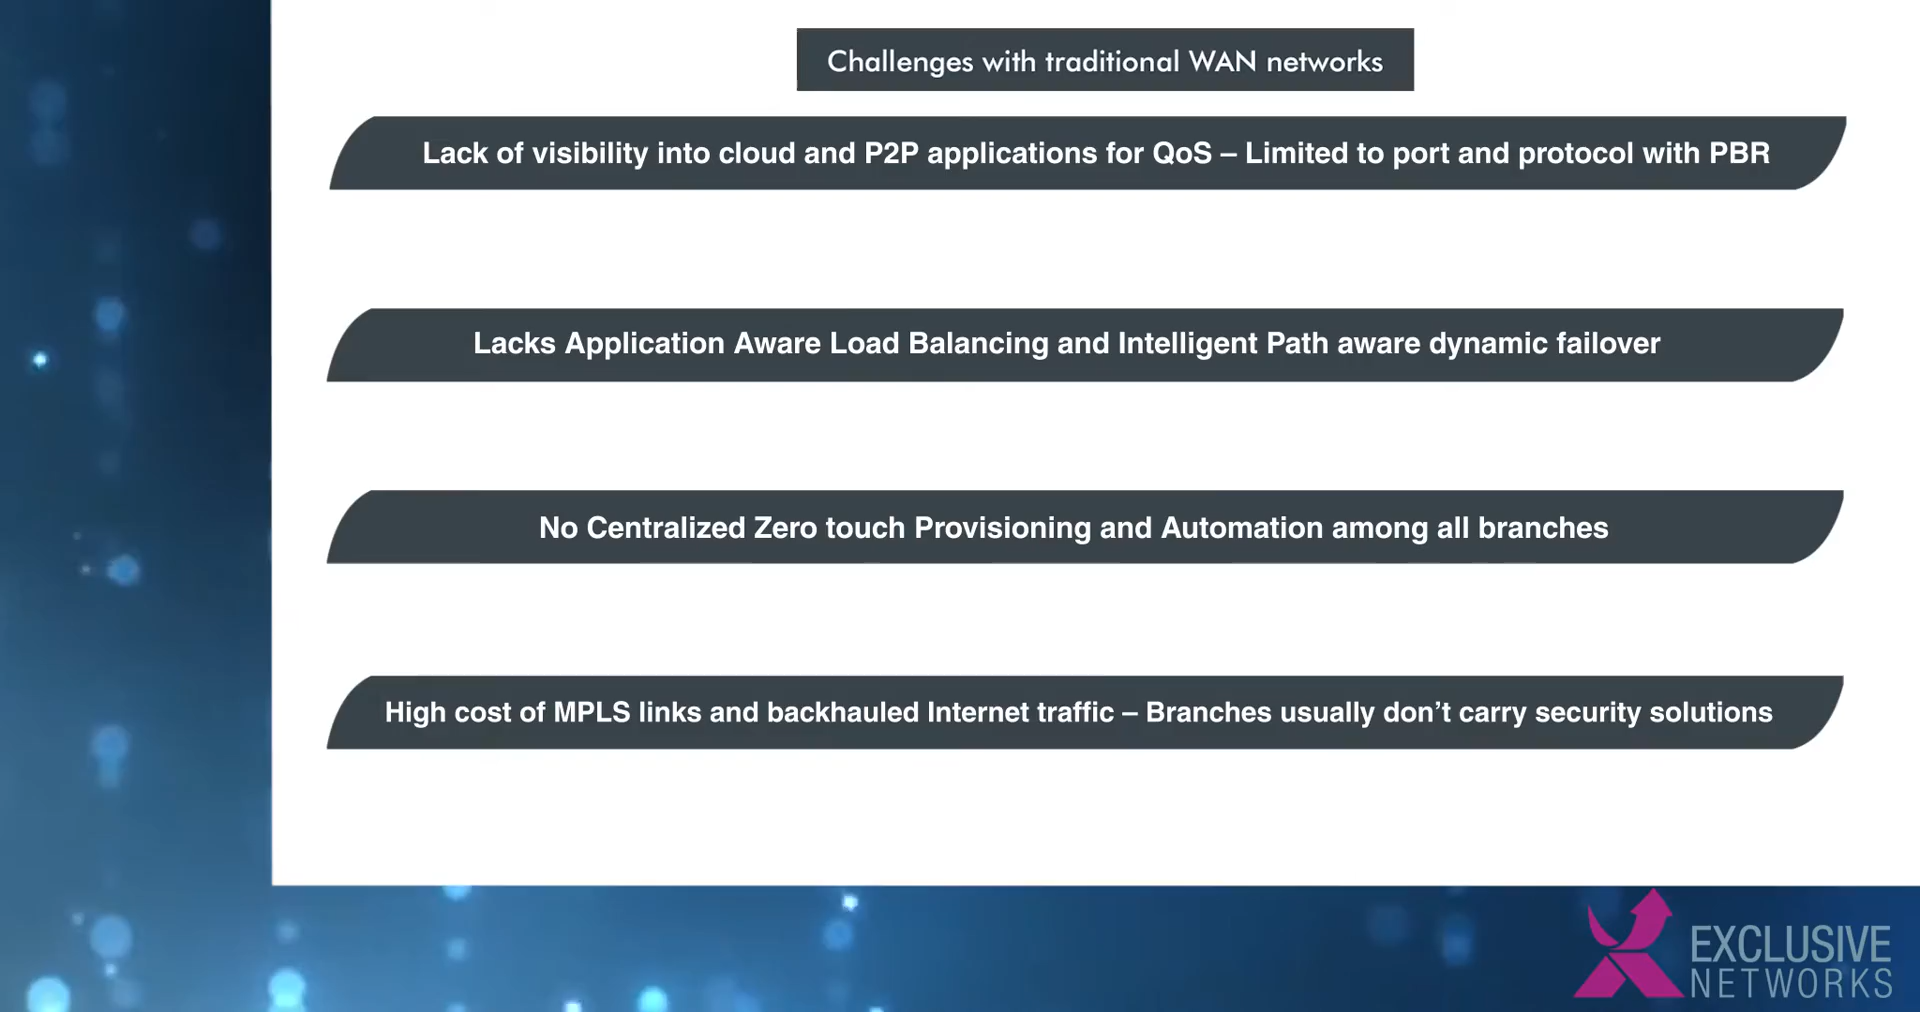 Challenges with traditional WAN networks
Lack of visibility into cloud and P2P applications for QoS – Limited to port and protocol with PBR
Lacks Application Aware Load Balancing and Intelligent Path aware dynamic failover
No Centralized Zero touch Provisioning and Automation among all branches
High cost of MPLS links and backhauled Internet traffic – Branches usually don’t carry security solutions
EXCLUSIVE
NETWORKS